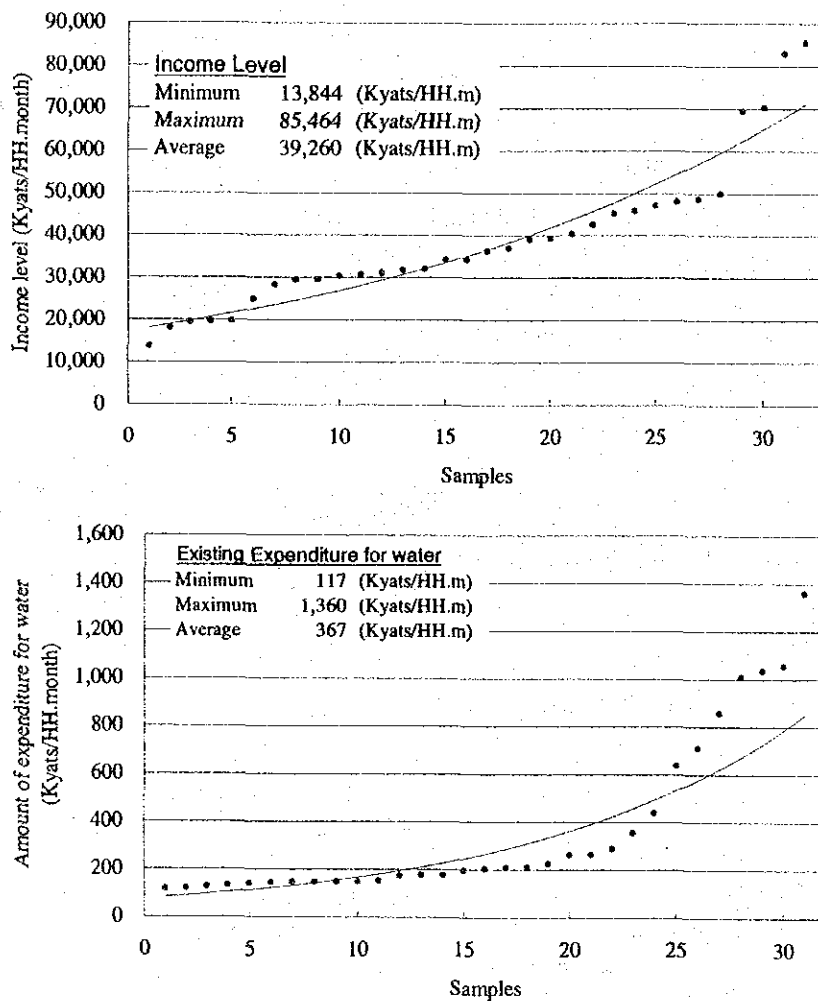 90,000
80,000
70,000
60,000
50,000
40,000
30,000
20,000
10,000
0
Income level (Kyats/HH.month)
Income Level
Minimum 13,844 (Kyats/HH.m)
Maximum 85,464 (Kyats/HH.m)
Average 39,260 (Kyats/HH.m)
0 5 10 15 20 25 30
Samples
1,600
1,400
1,200
1,000
800
600
400
200
0
Amount of expenditure for water
(Kyats/HH.month)
Existing Expenditure for water
Minimum 117 (Kyats/HH.m)
Maximum 1,360 (Kyats/HH.m)
Average 367 (Kyats/HH.m)
0 5 10 15 20 25 30
Samples